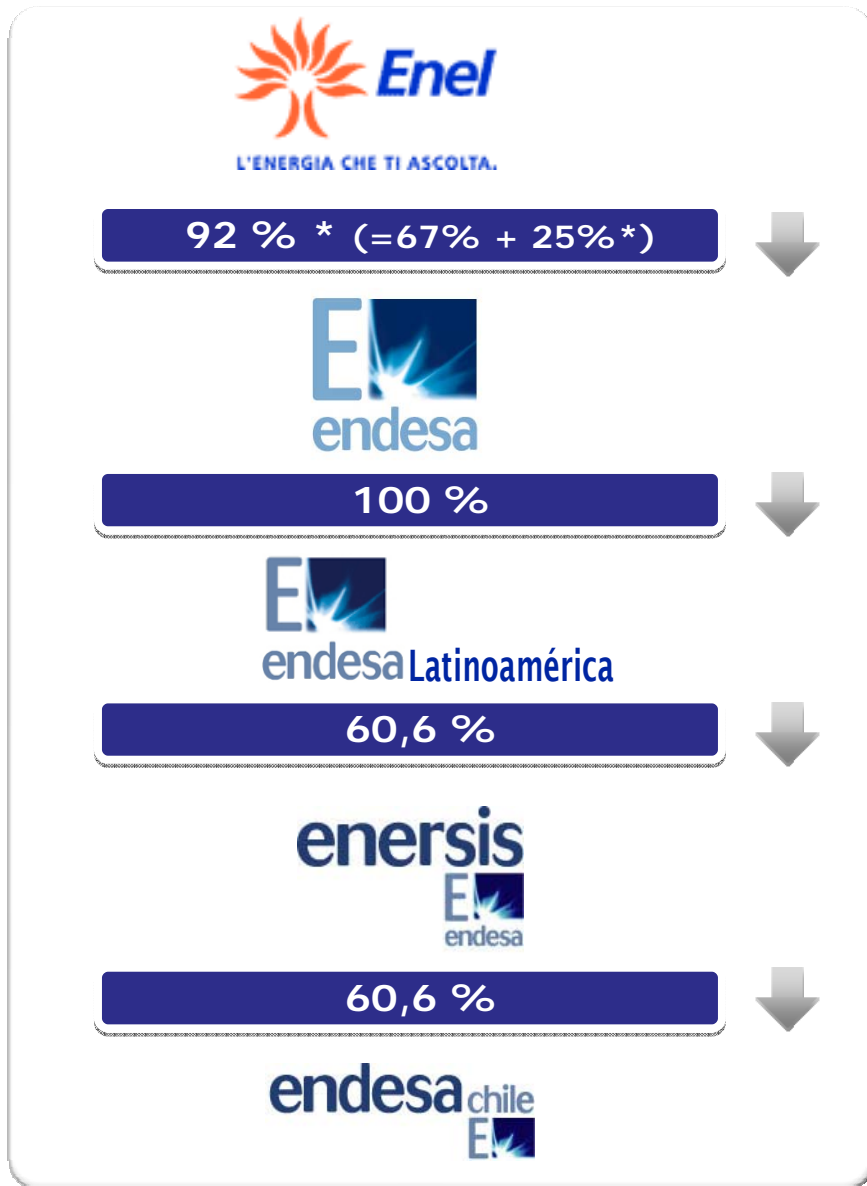 Enel
L'ENERGIA CHE TI ASCOLTA.
92 % * (=67% + 25%*)
E
endesa
100 %
E
endesa Latinoamérica
60,6 %
enersis
E
endesa
60,6 %
endesa chile
E